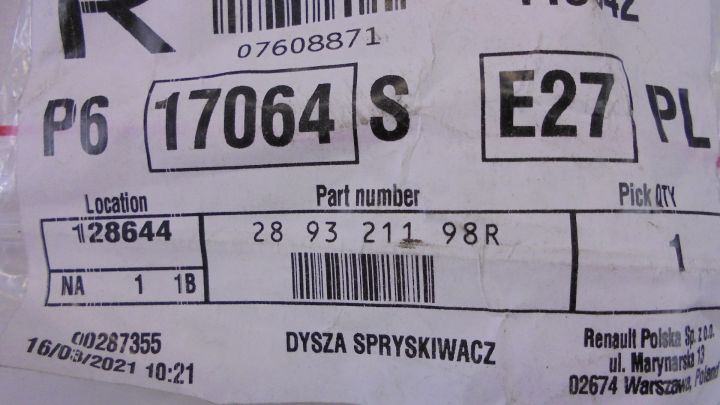 R
07608871
P6 17064 S E27 PL
Location Part number Pick QTY
128644 28 93 211 98R 1
NA 1 1B
00287355 DYSZA SPRYSKIWACZ Renault Polska Sp. z o.o.
16/03/2021 10:21 ul. Marynarska 13
02674 Warszawa, Poland